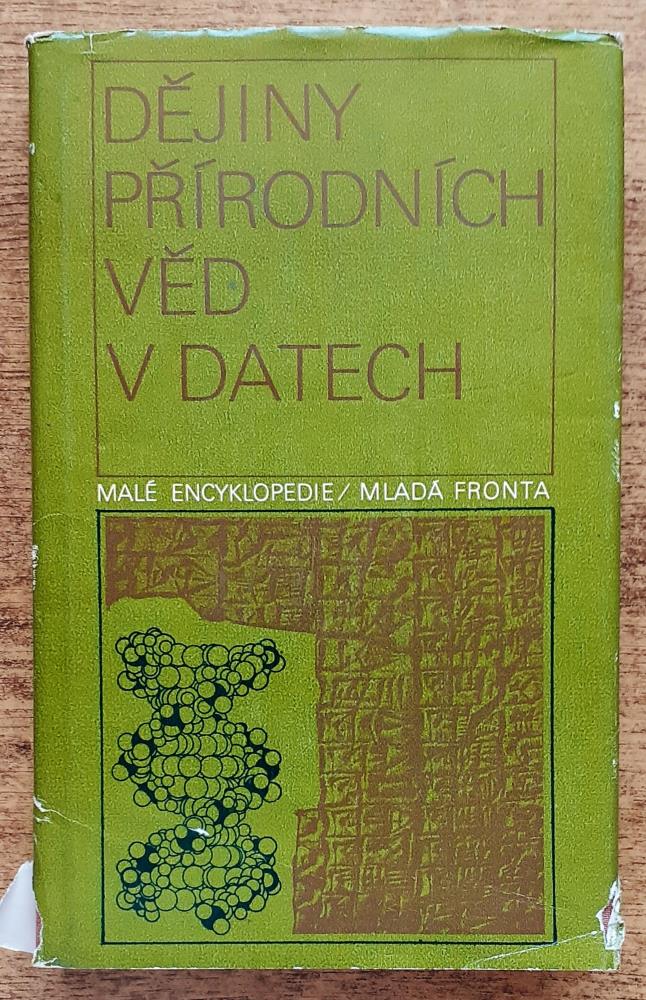 DĚJINY
PŘÍRODNÍCH
VĚD
V DATECH
MALÉ ENCYKLOPEDIE/ MLADÁ FRONTA